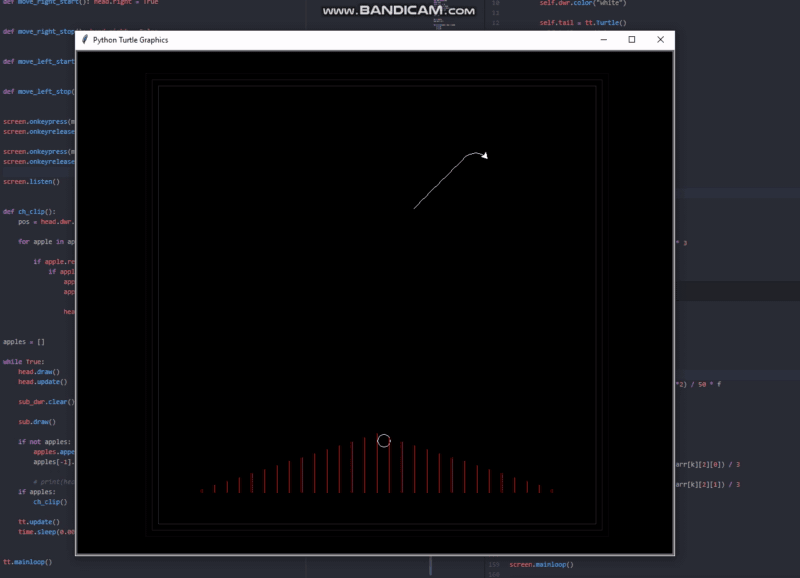 def move_right_start(): head.right = True
WWW.BANDICAM.COM
self.dwr.color("white")
self.tail = tt.Turtle()
Python Turtle Graphics
def move_right_sto
def move_left_start
def move_left_stop(
screen.onkeypress(m
screen.onkeyrelease
screen.onkeypress(m
screen.onkeyrelease
screen.listen()
def ch_clip():
pos = head.dwr.
for apple in ap
* 3
if apple.re
if appl
app
app
hea
apples = []
while True:
head.draw()
head.update()
*2) / 50 * f
sub_dwr.clear()
sub.draw()
if not apples:
apples.appe
apples[-1].
arr[k][2][0]) / 3
# print(hea
arr[k][2][1]) / 3
if apples:
ch_clip()
tt.update()
time.sleep(0.00
tt.mainloop()
screen.mainloop()